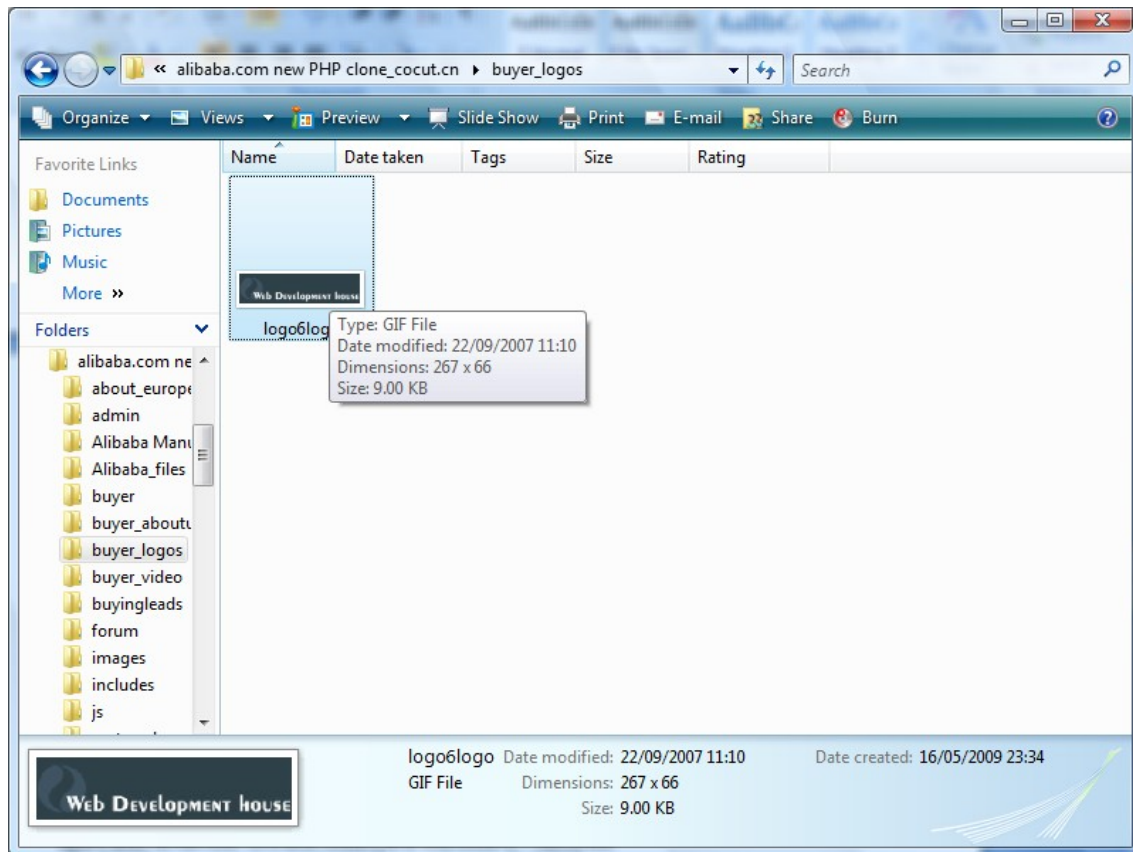 « alibaba.com new PHP clone_cocut.cn ▸ buyer_logos
Search
Organize Views Preview Slide Show Print E-mail Share Burn
Favorite Links
Documents
Pictures
Music
More »
Folders
alibaba.com ne
about_europe
admin
Alibaba Manu
Alibaba_files
buyer
buyer_aboutu
buyer_logos
buyer_video
buyingleads
forum
images
includes
js
Name Date taken Tags Size Rating
Web Development house
logo6log
Type: GIF File
Date modified: 22/09/2007 11:10
Dimensions: 267 x 66
Size: 9.00 KB
Web Development house
logo6logo Date modified: 22/09/2007 11:10 Date created: 16/05/2009 23:34
GIF File Dimensions: 267 x 66
Size: 9.00 KB